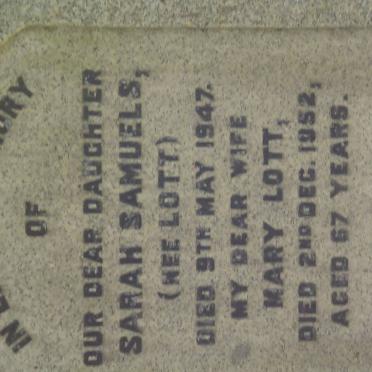 IN
OF
OUR DEAR DAUGHTER
SARAH SAMUELS,
(NEE LOTT)
DIED 9TH MAY 1947.
MY DEAR WIFE
MARY LOTT,
DIED 2ND DEC. 1952,
AGED 67 YEARS.